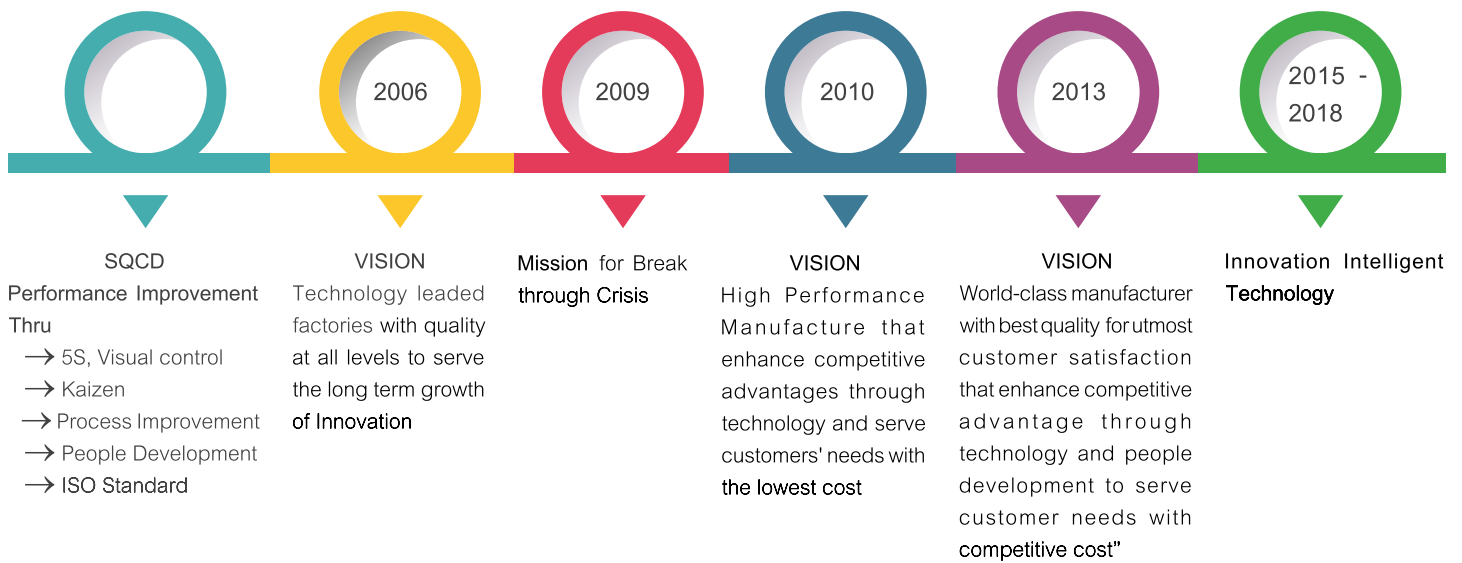 2006
2009
2010
2013
2015 -
2018
SQCD
Performance Improvement
Thru
→ 5S, Visual control
→ Kaizen
→ Process Improvement
→ People Development
→ ISO Standard
VISION
Technology leaded
factories with quality
at all levels to serve
the long term growth
of Innovation
Mission for Break
through Crisis
VISION
High Performance
Manufacture that
enhance competitive
advantages through
technology and serve
customers' needs with
the lowest cost
VISION
World-class manufacturer
with best quality for utmost
customer satisfaction
that enhance competitive
advantage through
technology and people
development to serve
customer needs with
competitive cost”
Innovation Intelligent
Technology